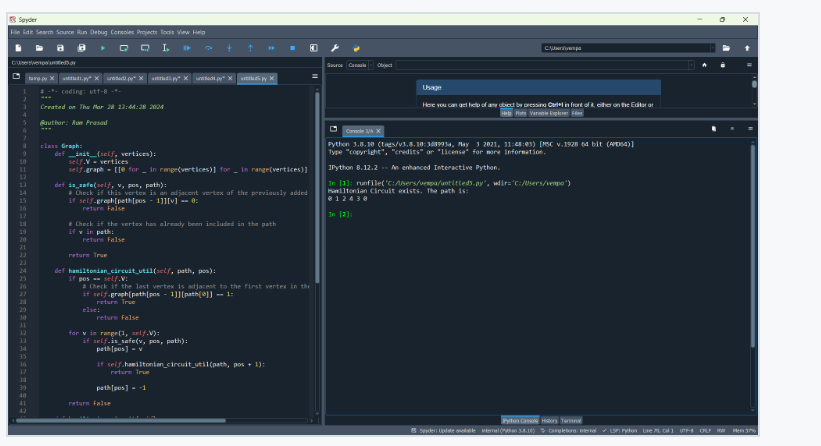 Spyder
File Edit Search Source Run Debug Consoles Projects Tools View Help
C:\Users\vempa
C:\Users\vempa\untitled5.py
temp.py X untitled1.py* X untitled2.py* X untitled3.py* X untitled4.py X untitled5.py X
1 # -*- coding: utf-8 -*-
2 """
3 Created on Thu Mar 28 13:44:28 2024
4
5 @author: Ram Prasad
6 """
7
8 class Graph:
9 def __init__(self, vertices):
10 self.V = vertices
11 self.graph = [[0 for _ in range(vertices)] for _ in range(vertices)]
12
13 def is_safe(self, v, pos, path):
14 # Check if this vertex is an adjacent vertex of the previously added
15 if self.graph[path[pos - 1]][v] == 0:
16 return False
17
18 # Check if the vertex has already been included in the path
19 if v in path:
20 return False
21
22 return True
23
24 def hamiltonian_circuit_util(self, path, pos):
25 if pos == self.V:
26 # Check if the last vertex is adjacent to the first vertex in the
27 if self.graph[path[pos - 1]][path[0]] == 1:
28 return True
29 else:
30 return False
31
32 for v in range(1, self.V):
33 if self.is_safe(v, pos, path):
34 path[pos] = v
35
36 if self.hamiltonian_circuit_util(path, pos + 1):
37 return True
38
39 path[pos] = -1
40
41 return False
42
Source Console Object
Usage
Here you can get help of any object by pressing Ctrl+I in front of it, either on the Editor or
Help Plots Variable Explorer Files
Console 3/A X
Python 3.8.10 (tags/v3.8.10:3d8993a, May 3 2021, 11:48:03) [MSC v.1928 64 bit (AMD64)]
Type "copyright", "credits" or "license" for more information.
IPython 8.12.2 -- An enhanced Interactive Python.
In [1]: runfile('C:/Users/vempa/untitled5.py', wdir='C:/Users/vempa')
Hamiltonian Circuit exists. The path is:
0 1 2 4 3 0
In [2]:
IPython Console History Terminal
Spyder: Update available internal (Python 3.8.10) Completions: internal LSP: Python Line 70, Col 1 UTF-8 CRLF RW Mem 57%